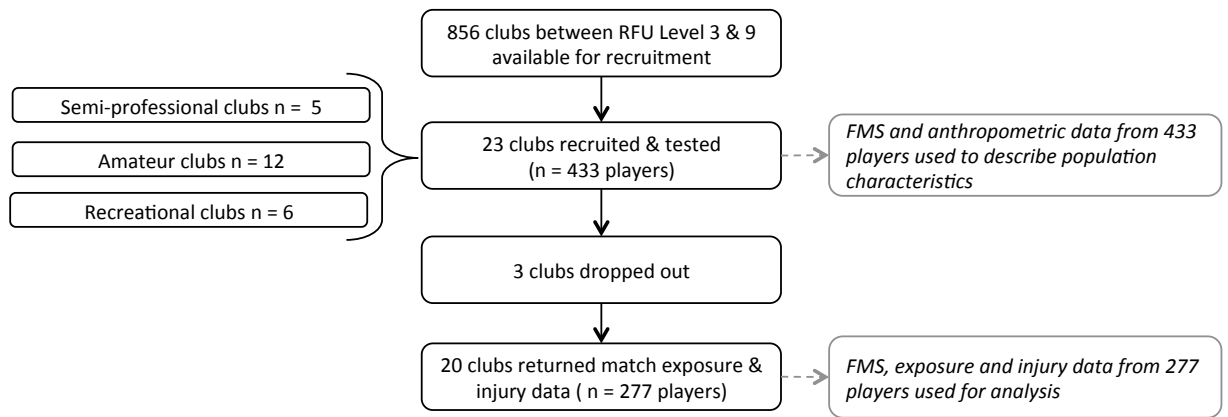 856 clubs between RFU Level 3 & 9
available for recruitment
Semi-professional clubs n =  5
Amateur clubs n = 12
Recreational clubs n = 6
23 clubs recruited & tested
(n = 433 players)
FMS and anthropometric data from 433
players used to describe population
characteristics
3 clubs dropped out
20 clubs returned match exposure &
injury data ( n = 277 players)
FMS, exposure and injury data from 277
players used for analysis